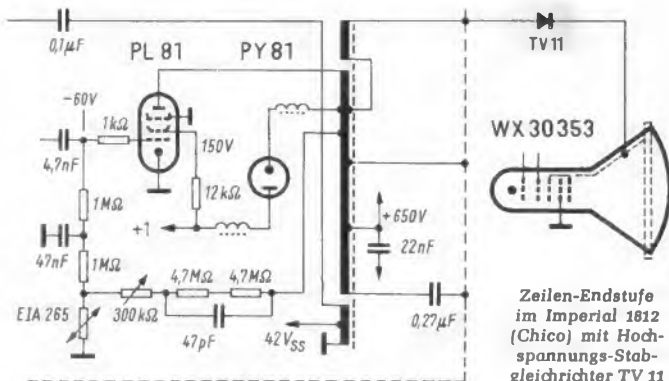 0,1µF
PL 81
PY 81
TV 11
-60V
1kΩ
150V
WX 30353
4,7nF
12kΩ
1MΩ
+650V
+1
47nF
22nF
1MΩ
4,7MΩ
4,7MΩ
EIA 265
300kΩ
0,27µF
47pF
42Vss
Zeilen-Endstufe
im Imperial 1812
(Chico) mit Hoch-
spannungs-Stab-
gleichrichter TV 11